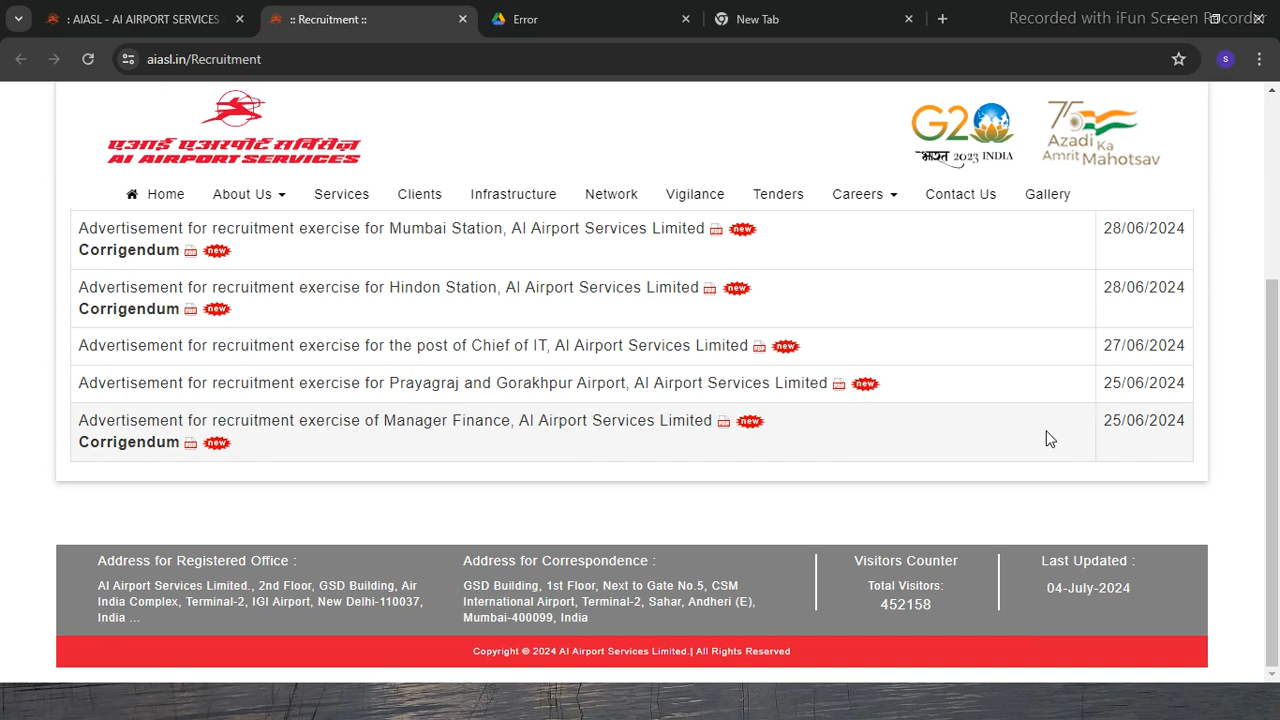 : AIASL - AI AIRPORT SERVICES
:: Recruitment ::
Error
New Tab
Recorded with iFun Screen Recorder
aiasl.in/Recruitment
S
एआई एअरपोर्ट सर्विसेज़
AI AIRPORT SERVICES
G20
भारत 2023 INDIA
75
Azadi Ka
Amrit Mahotsav
Home About Us Services Clients Infrastructure Network Vigilance Tenders Careers Contact Us Gallery
Advertisement for recruitment exercise for Mumbai Station, AI Airport Services Limited new 28/06/2024
Corrigendum new
Advertisement for recruitment exercise for Hindon Station, AI Airport Services Limited new 28/06/2024
Corrigendum new
Advertisement for recruitment exercise for the post of Chief of IT, AI Airport Services Limited new 27/06/2024
Advertisement for recruitment exercise for Prayagraj and Gorakhpur Airport, AI Airport Services Limited new 25/06/2024
Advertisement for recruitment exercise of Manager Finance, AI Airport Services Limited new 25/06/2024
Corrigendum new
Address for Registered Office :
AI Airport Services Limited., 2nd Floor, GSD Building, Air
India Complex, Terminal-2, IGI Airport, New Delhi-110037,
India ...
Address for Correspondence :
GSD Building, 1st Floor, Next to Gate No.5, CSM
International Airport, Terminal-2, Sahar, Andheri (E),
Mumbai-400099, India
Visitors Counter
Total Visitors:
452158
Last Updated :
04-July-2024
Copyright © 2024 AI Airport Services Limited.| All Rights Reserved